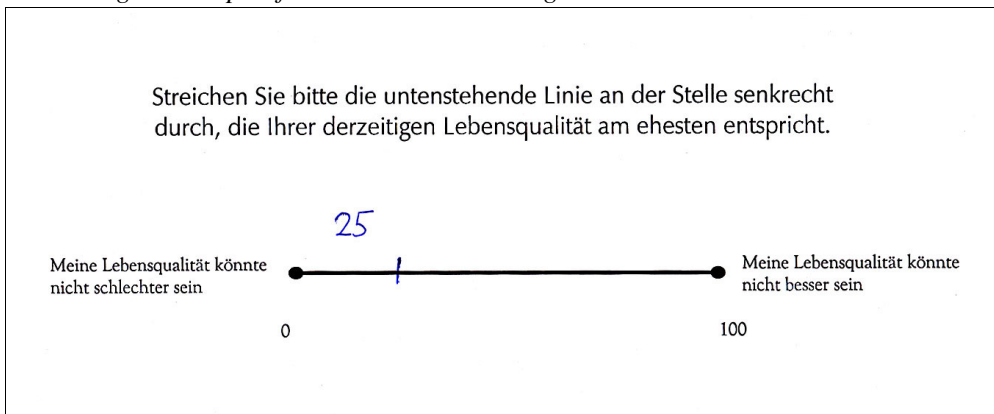 Streichen Sie bitte die untenstehende Linie an der Stelle senkrecht
durch, die Ihrer derzeitigen Lebensqualität am ehesten entspricht.
25
Meine Lebensqualität könnte
nicht schlechter sein
Meine Lebensqualität könnte
nicht besser sein
0
100